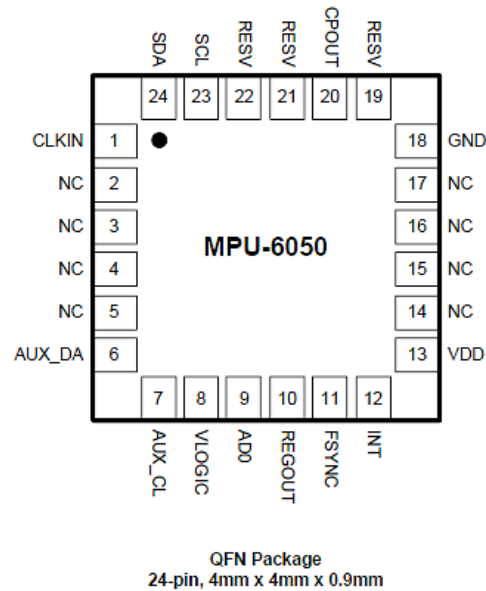 SDA SCL RESV RESV CPOUT RESV
24 23 22 21 20 19
CLKIN 1 18 GND
NC 2 17 NC
NC 3 16 NC
MPU-6050
NC 4 15 NC
NC 5 14 NC
AUX_DA 6 13 VDD
7 8 9 10 11 12
AUX_CL VLOGIC AD0 REGOUT FSYNC INT
QFN Package
24-pin, 4mm x 4mm x 0.9mm